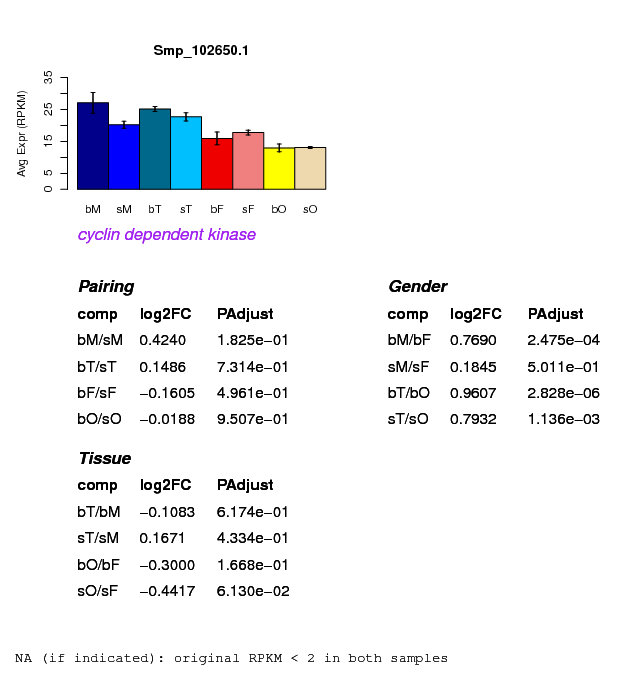 Smp_102650.1
Avg Expr (RPKM)
35
25
15
5
0
bM sM bT sT bF sF bO sO
cyclin dependent kinase
Pairing
comp log2FC PAdjust
bM/sM 0.4240 1.825e−01
bT/sT 0.1486 7.314e−01
bF/sF −0.1605 4.961e−01
bO/sO −0.0188 9.507e−01
Gender
comp log2FC PAdjust
bM/bF 0.7690 2.475e−04
sM/sF 0.1845 5.011e−01
bT/bO 0.9607 2.828e−06
sT/sO 0.7932 1.136e−03
Tissue
comp log2FC PAdjust
bT/bM −0.1083 6.174e−01
sT/sM 0.1671 4.334e−01
bO/bF −0.3000 1.668e−01
sO/sF −0.4417 6.130e−02
NA (if indicated): original RPKM < 2 in both samples